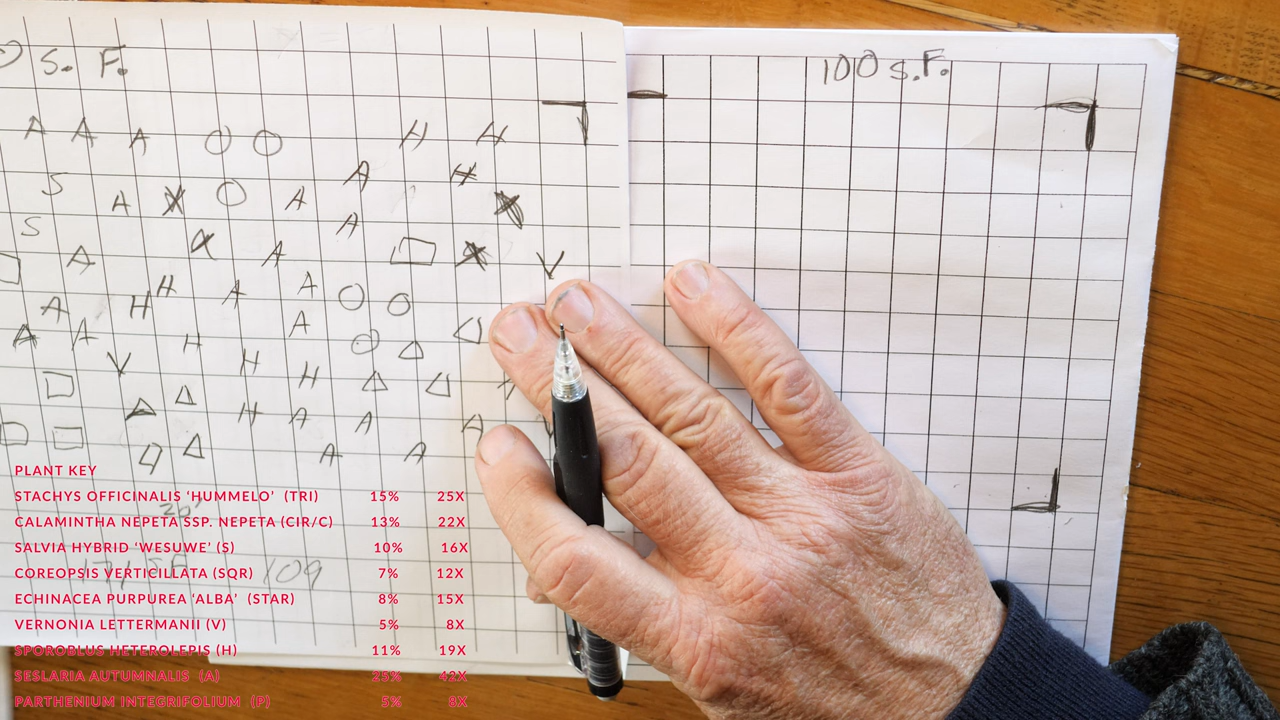 S. F.
100 S.F.
A A A O O H H
S A O A A H
S A A
A V
A H H A A O O
A A H A
V H H
H A A A
A A
PLANT KEY
STACHYS OFFICINALIS ‘HUMMELO’ (TRI) 15% 25X
36'
CALAMINTHA NEPETA SSP. NEPETA (CIR/C) 13% 22X
SALVIA HYBRID ‘WESUWE’ (S) 10% 16X
COREOPSIS VERTICILLATA (SQR) 7% 12X
109
ECHINACEA PURPUREA ‘ALBA’ (STAR) 8% 15X
VERNONIA LETTERMANII (V) 5% 8X
SPOROBLUS HETEROLEPIS (H) 11% 19X
SESLARIA AUTUMNALIS (A) 25% 42X
PARTHENIUM INTEGRIFOLIUM (P) 5% 8X